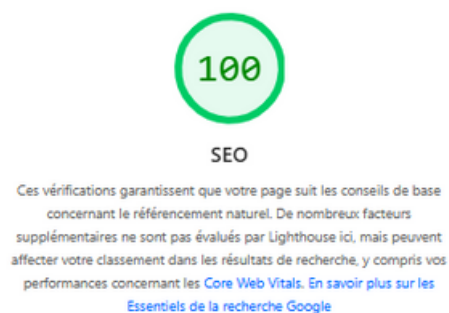 100
SEO
Ces vérifications garantissent que votre page suit les conseils de base
concernant le référencement naturel. De nombreux facteurs
supplémentaires ne sont pas évalués par Lighthouse ici, mais peuvent
affecter votre classement dans les résultats de recherche, y compris vos
performances concernant les Core Web Vitals. En savoir plus sur les
Essentiels de la recherche Google